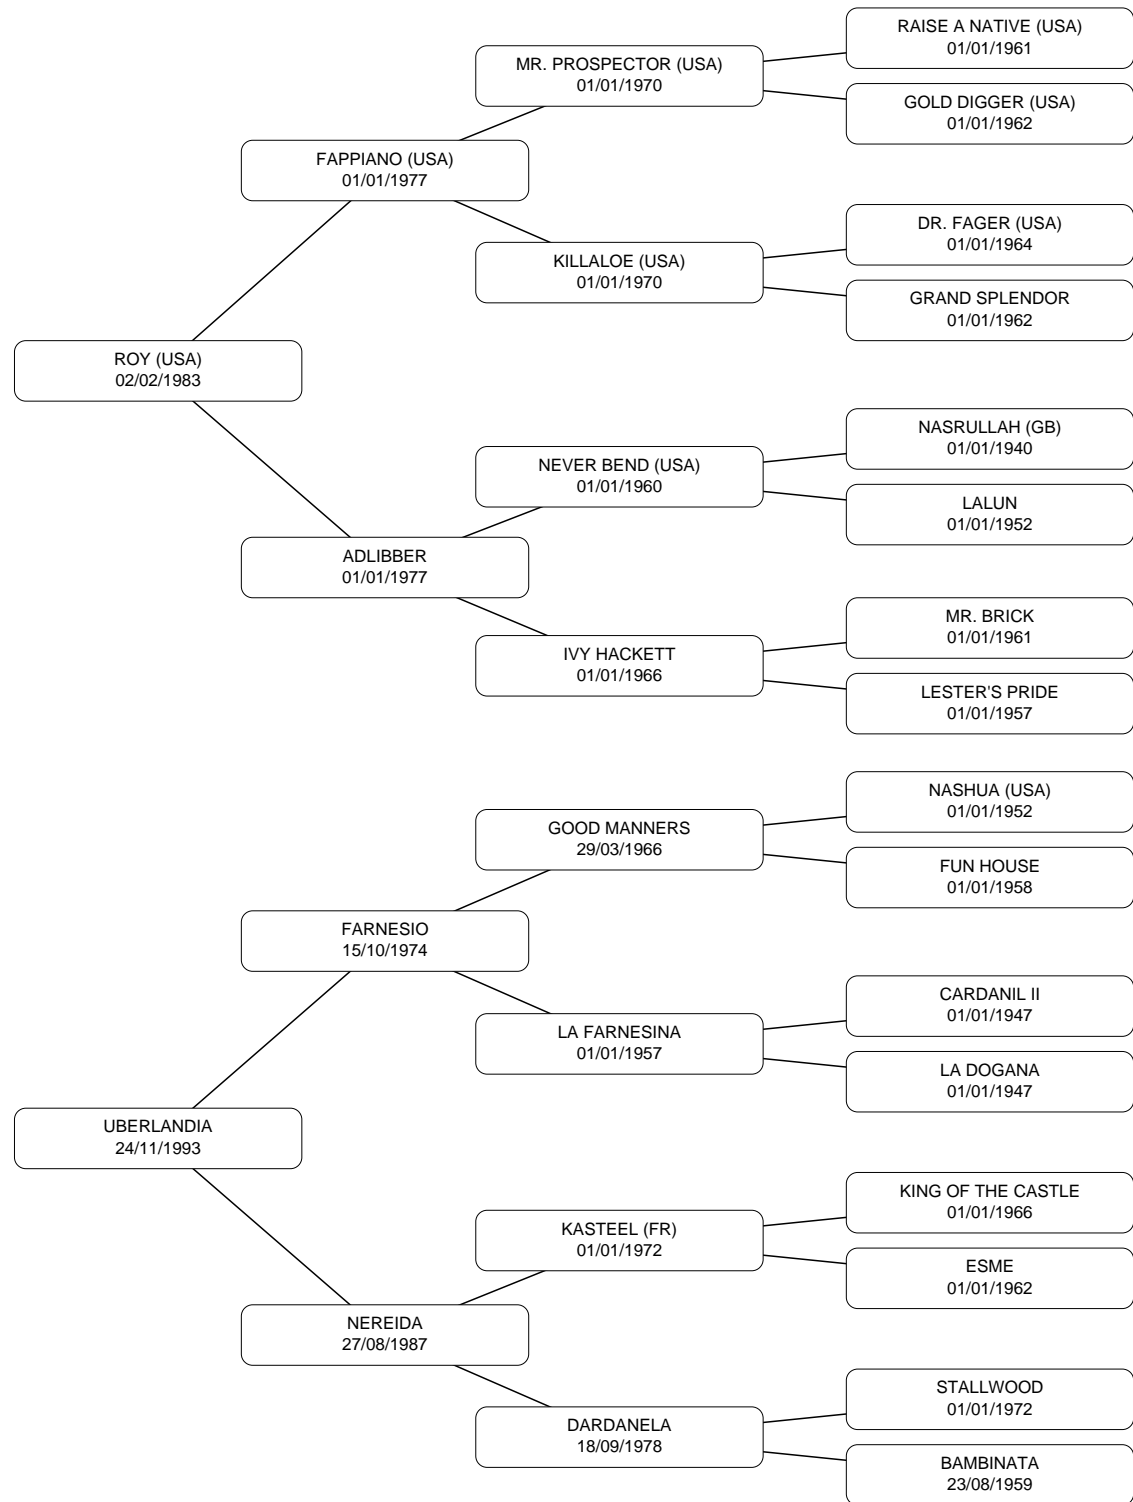 RAISE A NATIVE (USA)
01/01/1961
MR. PROSPECTOR (USA)
01/01/1970
GOLD DIGGER (USA)
01/01/1962
FAPPIANO (USA)
01/01/1977
DR. FAGER (USA)
01/01/1964
KILLALOE (USA)
01/01/1970
GRAND SPLENDOR
01/01/1962
ROY (USA)
02/02/1983
NASRULLAH (GB)
01/01/1940
NEVER BEND (USA)
01/01/1960
LALUN
01/01/1952
ADLIBBER
01/01/1977
MR. BRICK
01/01/1961
IVY HACKETT
01/01/1966
LESTER'S PRIDE
01/01/1957
NASHUA (USA)
01/01/1952
GOOD MANNERS
29/03/1966
FUN HOUSE
01/01/1958
FARNESIO
15/10/1974
CARDANIL II
01/01/1947
LA FARNESINA
01/01/1957
LA DOGANA
01/01/1947
UBERLANDIA
24/11/1993
KING OF THE CASTLE
01/01/1966
KASTEEL (FR)
01/01/1972
ESME
01/01/1962
NEREIDA
27/08/1987
STALLWOOD
01/01/1972
DARDANELA
18/09/1978
BAMBINATA
23/08/1959